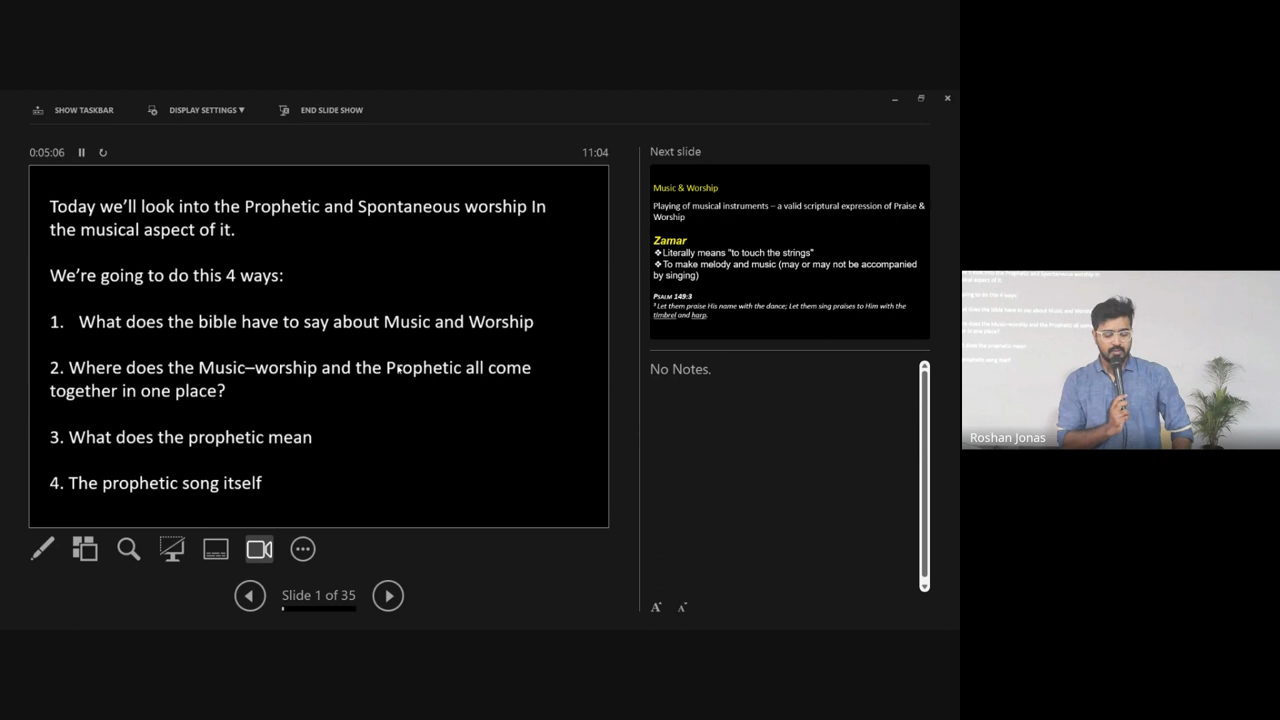 SHOW TASKBAR
DISPLAY SETTINGS ▼
END SLIDE SHOW
0:05:06
11:04
Today we’ll look into the Prophetic and Spontaneous worship In
the musical aspect of it.
We’re going to do this 4 ways:
1. What does the bible have to say about Music and Worship
2. Where does the Music–worship and the Prophetic all come
together in one place?
3. What does the prophetic mean
4. The prophetic song itself
Slide 1 of 35
Next slide
Music & Worship
Playing of musical instruments – a valid scriptural expression of Praise &
Worship
Zamar
❖Literally means "to touch the strings"
❖To make melody and music (may or may not be accompanied
by singing)
PSALM 149:3
³ Let them praise His name with the dance; Let them sing praises to Him with the
timbrel and harp.
No Notes.
A A
Roshan Jonas